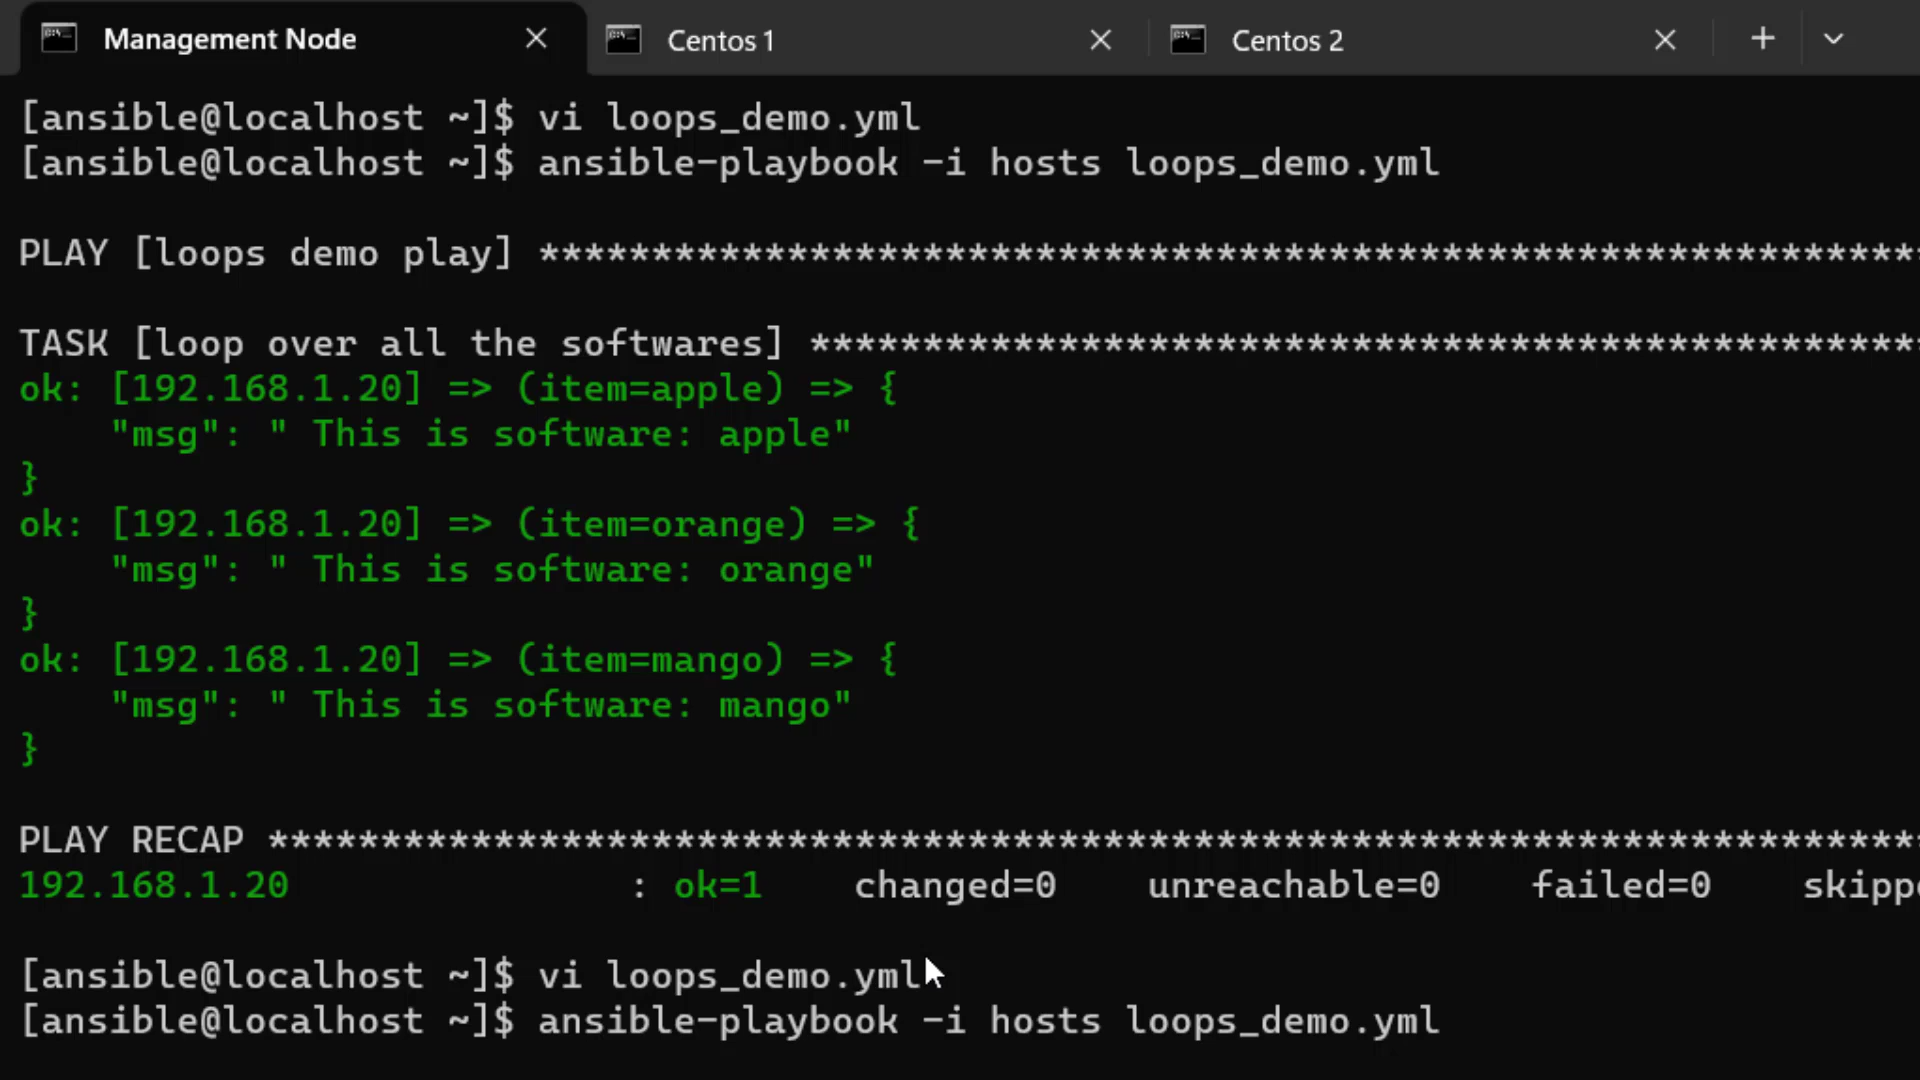 Management Node
Centos 1
Centos 2
[ansible@localhost ~]$ vi loops_demo.yml
[ansible@localhost ~]$ ansible-playbook -i hosts loops_demo.yml
PLAY [loops demo play] *************************************************************
TASK [loop over all the softwares] *************************************************
ok: [192.168.1.20] => (item=apple) => {
    "msg": " This is software: apple"
}
ok: [192.168.1.20] => (item=orange) => {
    "msg": " This is software: orange"
}
ok: [192.168.1.20] => (item=mango) => {
    "msg": " This is software: mango"
}
PLAY RECAP *************************************************************************
192.168.1.20               : ok=1    changed=0    unreachable=0    failed=0
[ansible@localhost ~]$ vi loops_demo.yml
[ansible@localhost ~]$ ansible-playbook -i hosts loops_demo.yml